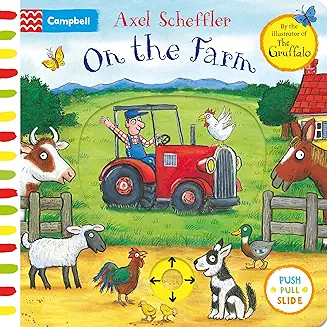 Campbell
Axel Scheffler
On the Farm
By the
illustrator of
The
Gruffalo
PUSH
PULL
SLIDE